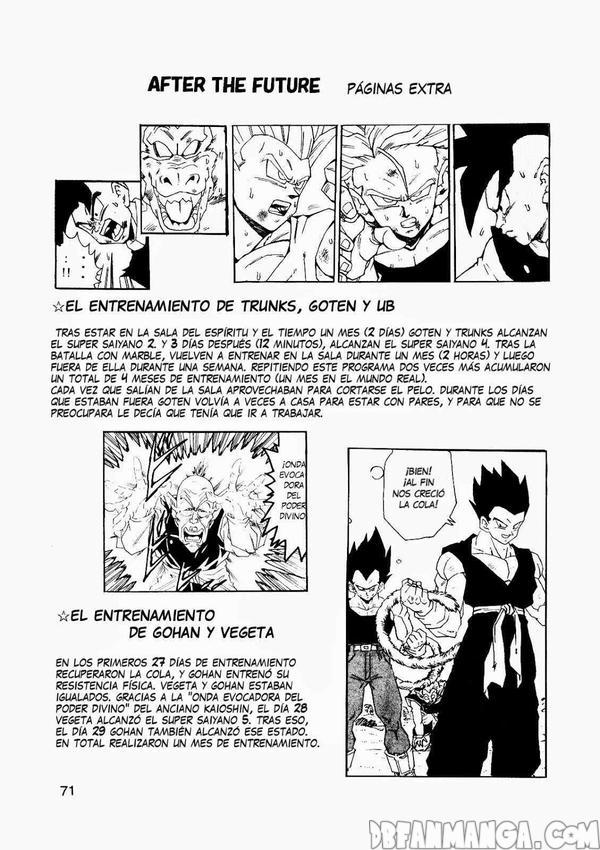 AFTER THE FUTURE PÁGINAS EXTRA
...
!!
☆EL ENTRENAMIENTO DE TRUNKS, GOTEN Y UB
TRAS ESTAR EN LA SALA DEL ESPÍRITU Y EL TIEMPO UN MES (2 DÍAS) GOTEN Y TRUNKS ALCANZAN
EL SUPER SAIYANO 2. Y 3 DÍAS DESPUÉS (12 MINUTOS), ALCANZAN EL SUPER SAIYANO 4. TRAS LA
BATALLA CON MARBLE, VUELVEN A ENTRENAR EN LA SALA DURANTE UN MES (2 HORAS) Y LUEGO
FUERA DE ELLA DURANTE UNA SEMANA. REPITIENDO ESTE PROGRAMA DOS VECES MÁS ACUMULARON
UN TOTAL DE 4 MESES DE ENTRENAMIENTO (UN MES EN EL MUNDO REAL).
CADA VEZ QUE SALÍAN DE LA SALA APROVECHABAN PARA CORTARSE EL PELO. DURANTE LOS DÍAS
QUE ESTABAN FUERA GOTEN VOLVÍA A VECES A CASA PARA ESTAR CON PARES, Y PARA QUE NO SE
PREOCUPARA LE DECÍA QUE TENÍA QUE IR A TRABAJAR.
¡ONDA
EVOCA
DORA
DEL
PODER
DIVINO!
¡BIEN!
¡AL FIN
NOS CRECIÓ
LA COLA!
☆EL ENTRENAMIENTO
DE GOHAN Y VEGETA
EN LOS PRIMEROS 27 DÍAS DE ENTRENAMIENTO
RECUPERARON LA COLA, Y GOHAN ENTRENÓ SU
RESISTENCIA FÍSICA. VEGETA Y GOHAN ESTABAN
IGUALADOS. GRACIAS A LA "ONDA EVOCADORA DEL
PODER DIVINO" DEL ANCIANO KAIOSHIN, EL DÍA 28
VEGETA ALCANZÓ EL SUPER SAIYANO 5. TRAS ESO,
EL DÍA 29 GOHAN TAMBIÉN ALCANZÓ ESE ESTADO.
EN TOTAL REALIZARON UN MES DE ENTRENAMIENTO.
71
DBFANMANGA.COM